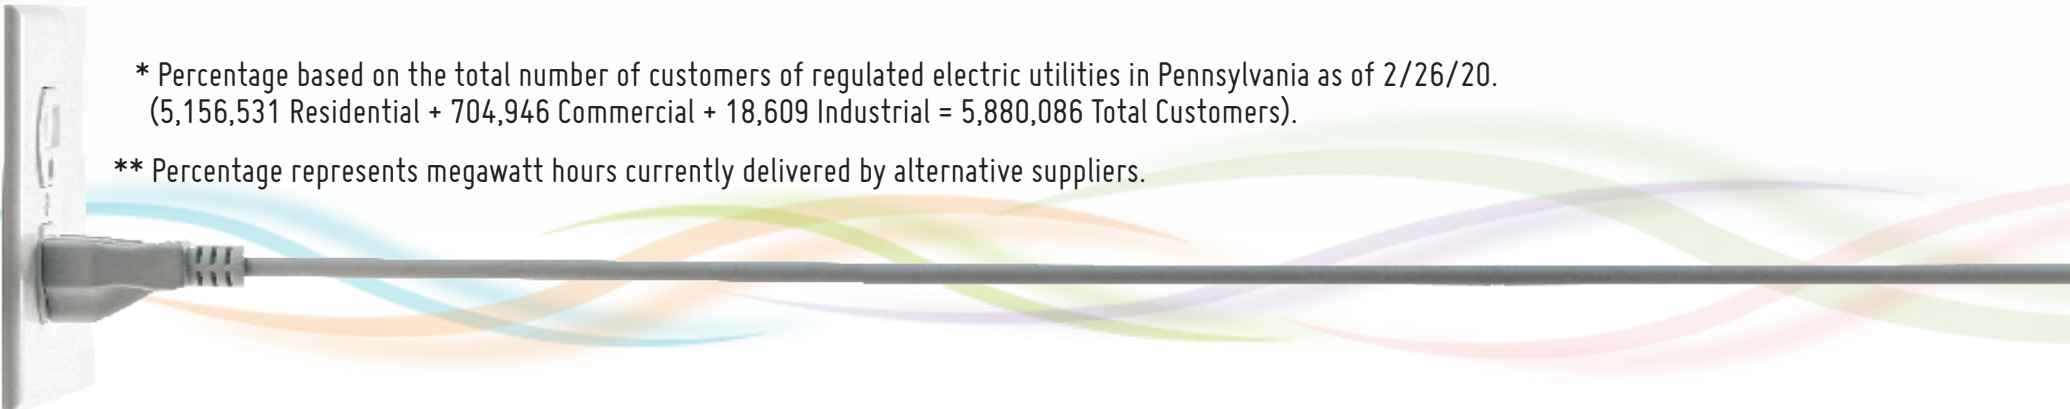 * Percentage based on the total number of customers of regulated electric utilities in Pennsylvania as of 2/26/20.
(5,156,531 Residential + 704,946 Commercial + 18,609 Industrial = 5,880,086 Total Customers).
** Percentage represents megawatt hours currently delivered by alternative suppliers.